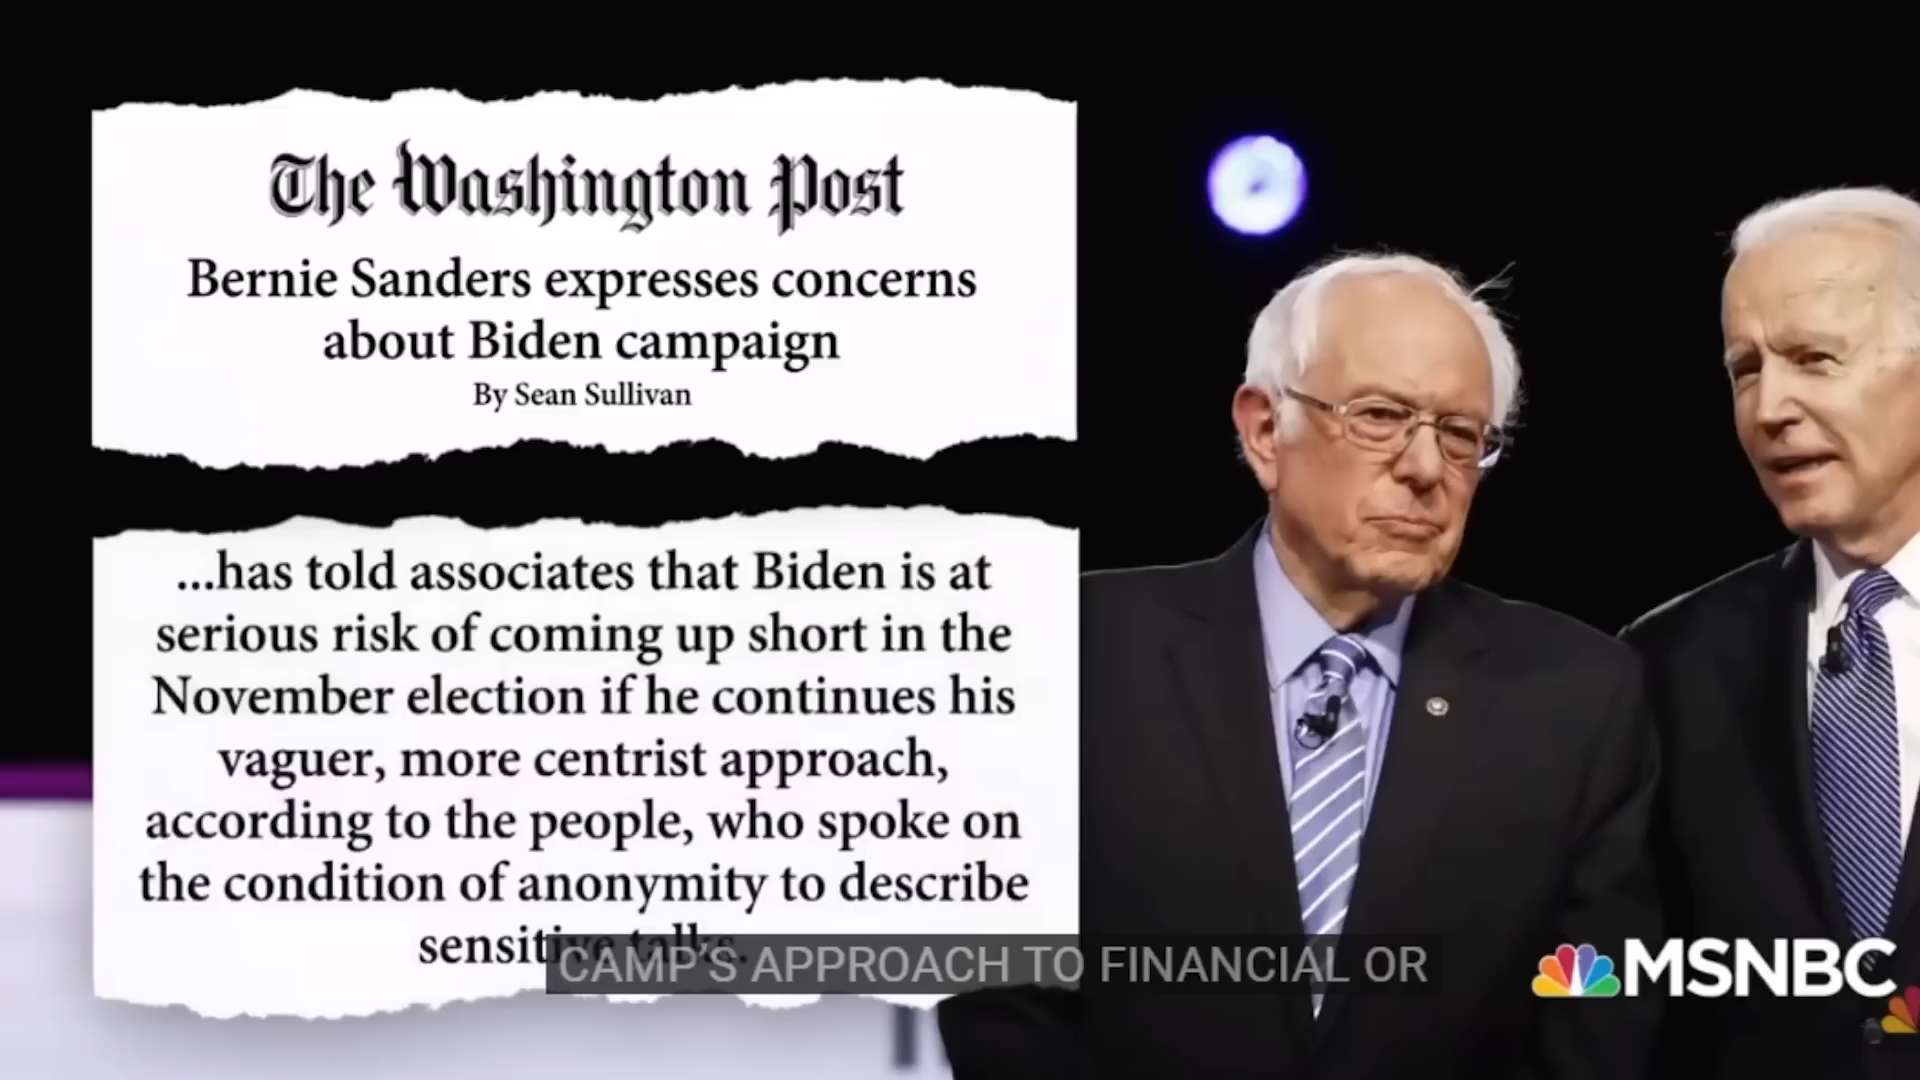 The Washington Post
Bernie Sanders expresses concerns
about Biden campaign
By Sean Sullivan
...has told associates that Biden is at
serious risk of coming up short in the
November election if he continues his
vaguer, more centrist approach,
according to the people, who spoke on
the condition of anonymity to describe
sensitive talks.
CAMP'S APPROACH TO FINANCIAL OR
MSNBC